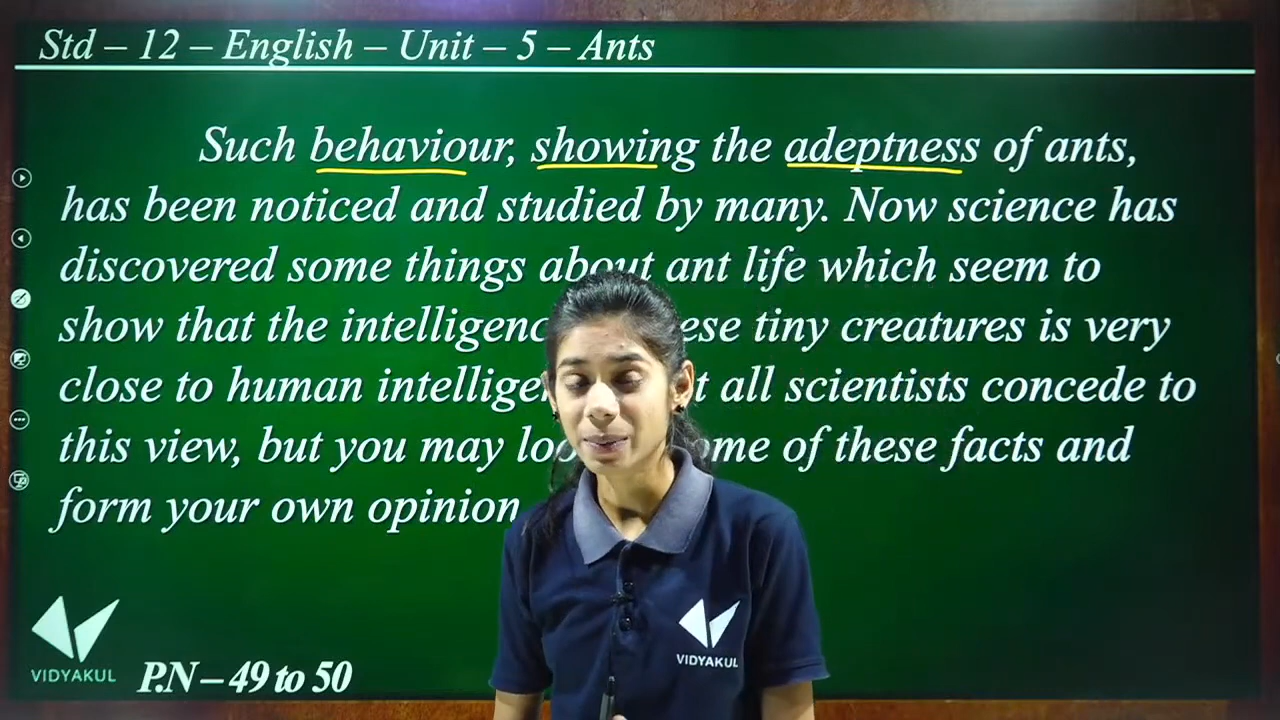 Std – 12 – English – Unit – 5 – Ants
Such behaviour, showing the adeptness of ants,
has been noticed and studied by many. Now science has
discovered some things about ant life which seem to
show that the tiny creatures is very
close to human all scientists concede to
this view, but you may of these facts and
form your own opinion
VIDYAKUL
P.N – 49 to 50
VIDYAKUL